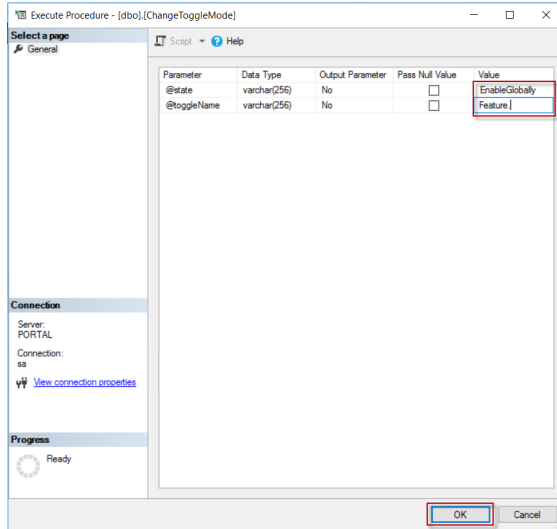 Execute Procedure - [dbo].[ChangeToggleMode]
Select a page
General
Script
Help
Parameter Data Type Output Parameter Pass Null Value Value
@state varchar(256) No EnableGlobally
@toggleName varchar(256) No Feature.
Connection
Server:
PORTAL
Connection:
sa
View connection properties
Progress
Ready
OK Cancel